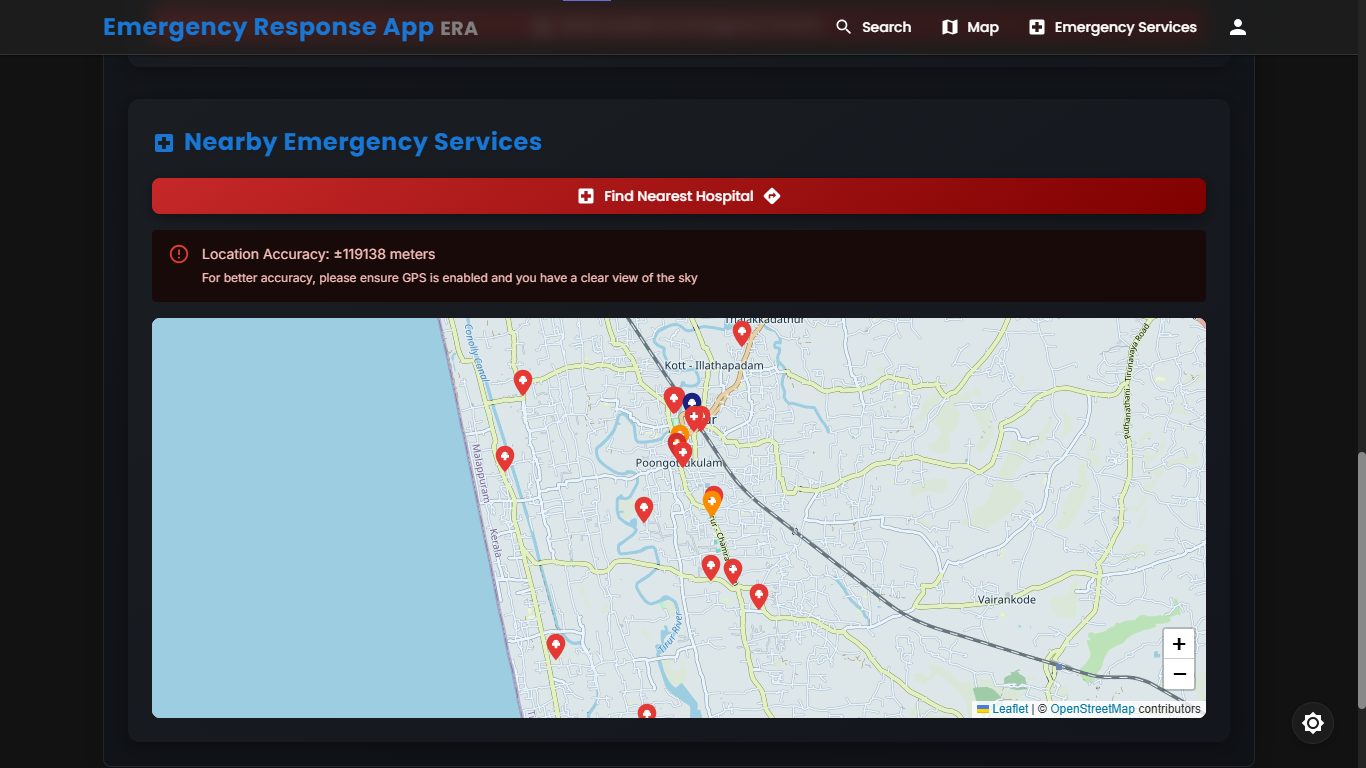 Emergency Response App ERA
Search
Map
Emergency Services
Nearby Emergency Services
Find Nearest Hospital
Location Accuracy: ±119138 meters
For better accuracy, please ensure GPS is enabled and you have a clear view of the sky
Conolly Canal
Kott - Illathapadam
Puthanathani - Tirunavaya Road
Malappuram
Kerala
Vairankode
Tirur River
+
−
Leaflet | © OpenStreetMap contributors